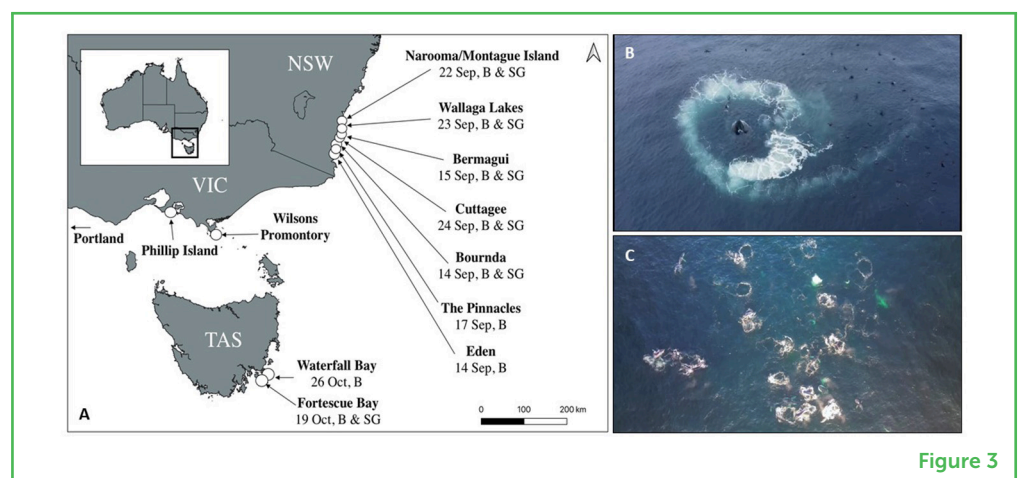 NSW
VIC
TAS
Narooma/Montague Island
22 Sep, B & SG
Wallaga Lakes
23 Sep, B & SG
Bermagui
15 Sep, B & SG
Cuttagee
24 Sep, B & SG
Bournda
14 Sep, B & SG
The Pinnacles
17 Sep, B
Eden
14 Sep, B
Portland
Phillip Island
Wilsons
Promontory
Waterfall Bay
26 Oct, B
Fortescue Bay
19 Oct, B & SG
A
0 100 200 km
B
C
Figure 3